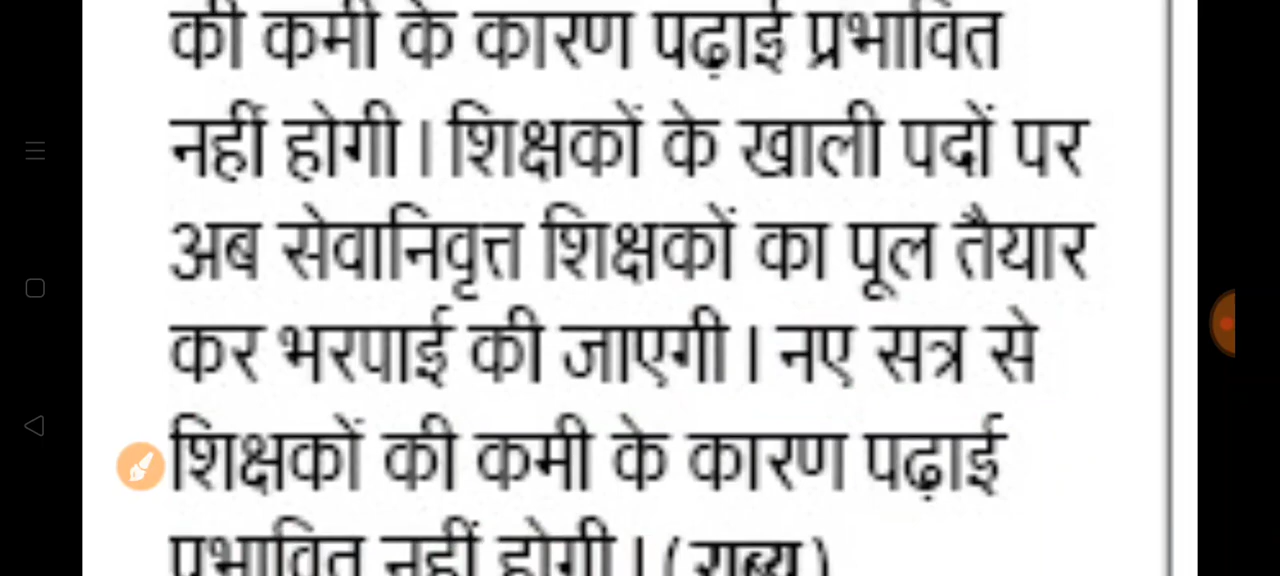 की कमी के कारण पढ़ाई प्रभावित
नहीं होगी। शिक्षकों के खाली पदों पर
अब सेवानिवृत्त शिक्षकों का पूल तैयार
कर भरपाई की जाएगी। नए सत्र से
शिक्षकों की कमी के कारण पढ़ाई
प्रभावित नहीं होगी। (राब्यू)